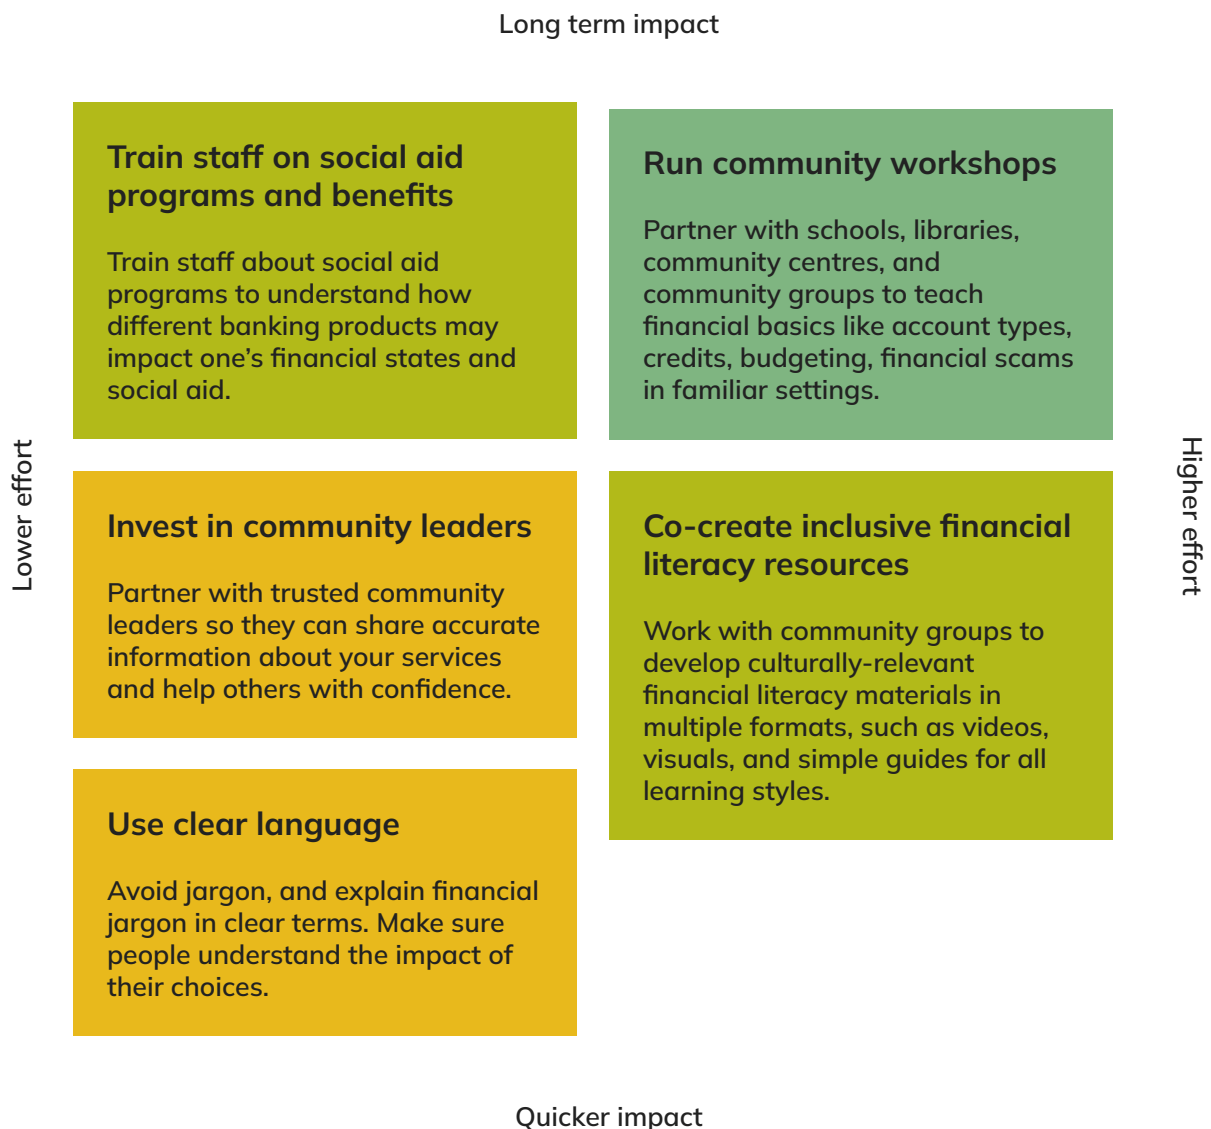 Long term impact
Train staff on social aid
programs and benefits
Train staff about social aid
programs to understand how
different banking products may
impact one’s financial states and
social aid.
Run community workshops
Partner with schools, libraries,
community centres, and
community groups to teach
financial basics like account types,
credits, budgeting, financial scams
in familiar settings.
Lower effort
Higher effort
Invest in community leaders
Partner with trusted community
leaders so they can share accurate
information about your services
and help others with confidence.
Co-create inclusive financial
literacy resources
Work with community groups to
develop culturally-relevant
financial literacy materials in
multiple formats, such as videos,
visuals, and simple guides for all
learning styles.
Use clear language
Avoid jargon, and explain financial
jargon in clear terms. Make sure
people understand the impact of
their choices.
Quicker impact